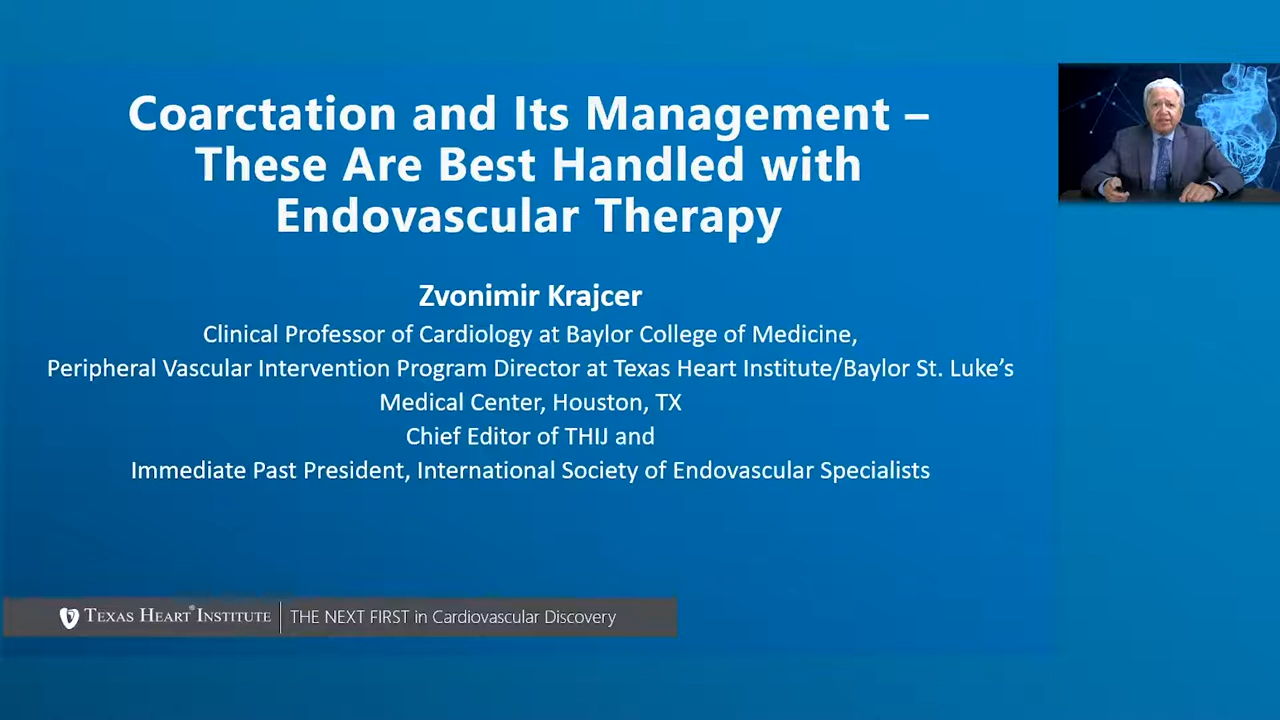 Coarctation and Its Management –
These Are Best Handled with
Endovascular Therapy
Zvonimir Krajcer
Clinical Professor of Cardiology at Baylor College of Medicine,
Peripheral Vascular Intervention Program Director at Texas Heart Institute/Baylor St. Luke's
Medical Center, Houston, TX
Chief Editor of THIJ and
Immediate Past President, International Society of Endovascular Specialists
TEXAS HEART® INSTITUTE | THE NEXT FIRST in Cardiovascular Discovery